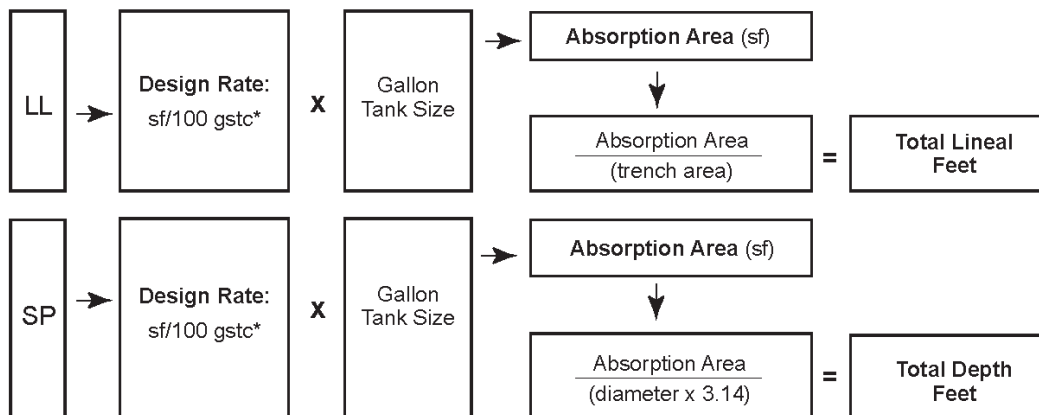 LL
Design Rate:
sf/100 gstc*
X
Gallon
Tank Size
Absorption Area (sf)
Absorption Area
(trench area)
=
Total Lineal
Feet
SP
Design Rate:
sf/100 gstc*
X
Gallon
Tank Size
Absorption Area (sf)
Absorption Area
(diameter x 3.14)
=
Total Depth
Feet